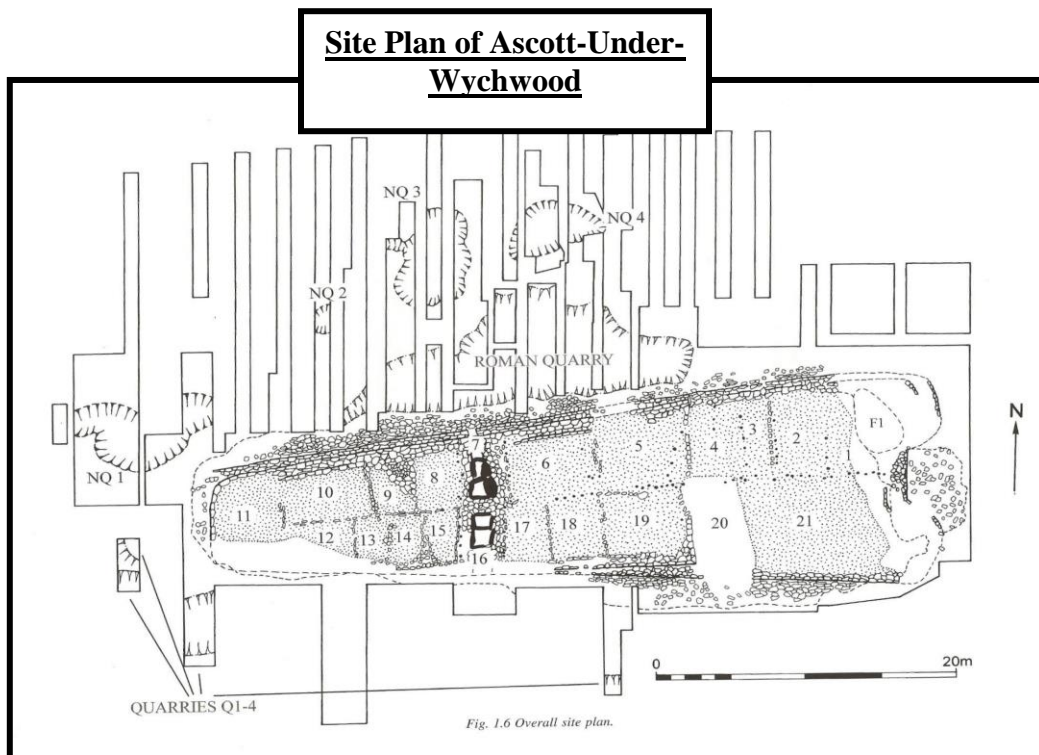 Site Plan of Ascott-Under-
Wychwood
NQ 3
NQ 4
NQ 2
ROMAN QUARRY
N
NQ 1
7
5
4
3
2
F1
1
6
8
10
9
11
12
13
14
15
16
17
18
19
20
21
0
20m
QUARRIES Q1-4
Fig. 1.6 Overall site plan.